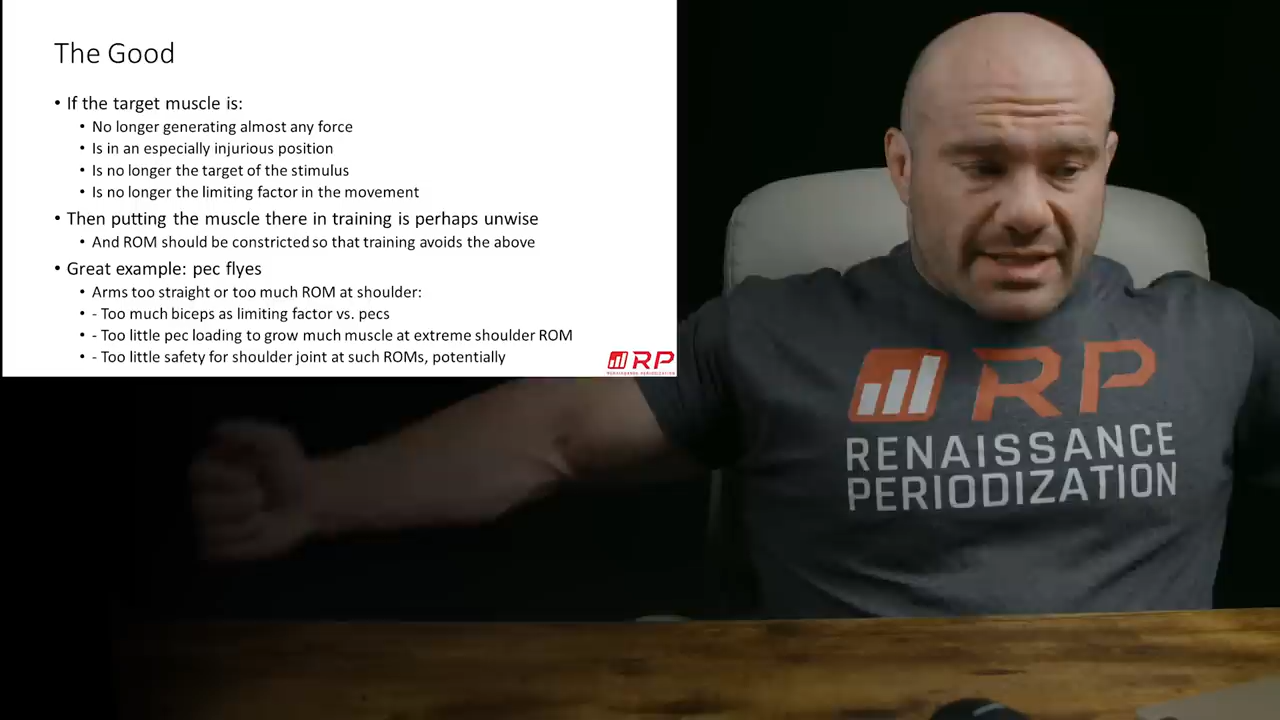 The Good
• If the target muscle is:
• No longer generating almost any force
• Is in an especially injurious position
• Is no longer the target of the stimulus
• Is no longer the limiting factor in the movement
• Then putting the muscle there in training is perhaps unwise
• And ROM should be constricted so that training avoids the above
• Great example: pec flyes
• Arms too straight or too much ROM at shoulder:
• - Too much biceps as limiting factor vs. pecs
• - Too little pec loading to grow much muscle at extreme shoulder ROM
• - Too little safety for shoulder joint at such ROMs, potentially
RP
RENAISSANCE PERIODIZATION
RP
RENAISSANCE
PERIODIZATION